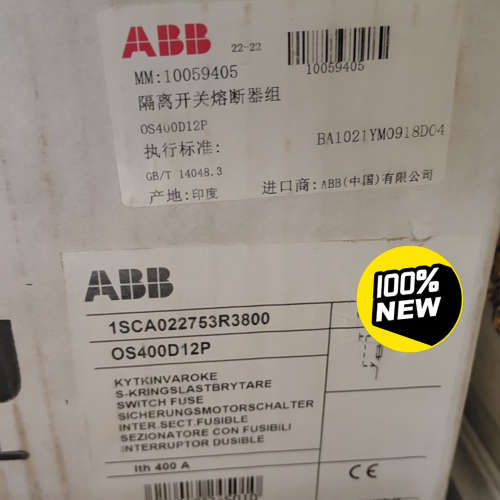 ABB
22-22
10059405
MM:10059405
隔离开关熔断器组
OS400D12P
执行标准:
BA1021YM0918D04
GB/T 14048.3
产地:印度
进口商:ABB(中国)有限公司
ABB
100%
NEW
1SCA022753R3800
OS400D12P
KYTKINVAROKE
S-KRINGSLASTBRYTARE
SWITCH FUSE
SICHERUNGSMOTORSCHALTER
INTER.SECT.FUSIBLE
SEZIONATORE CON FUSIBILI
INTERRUPTOR DUSIBLE
Ith 400 A
CE